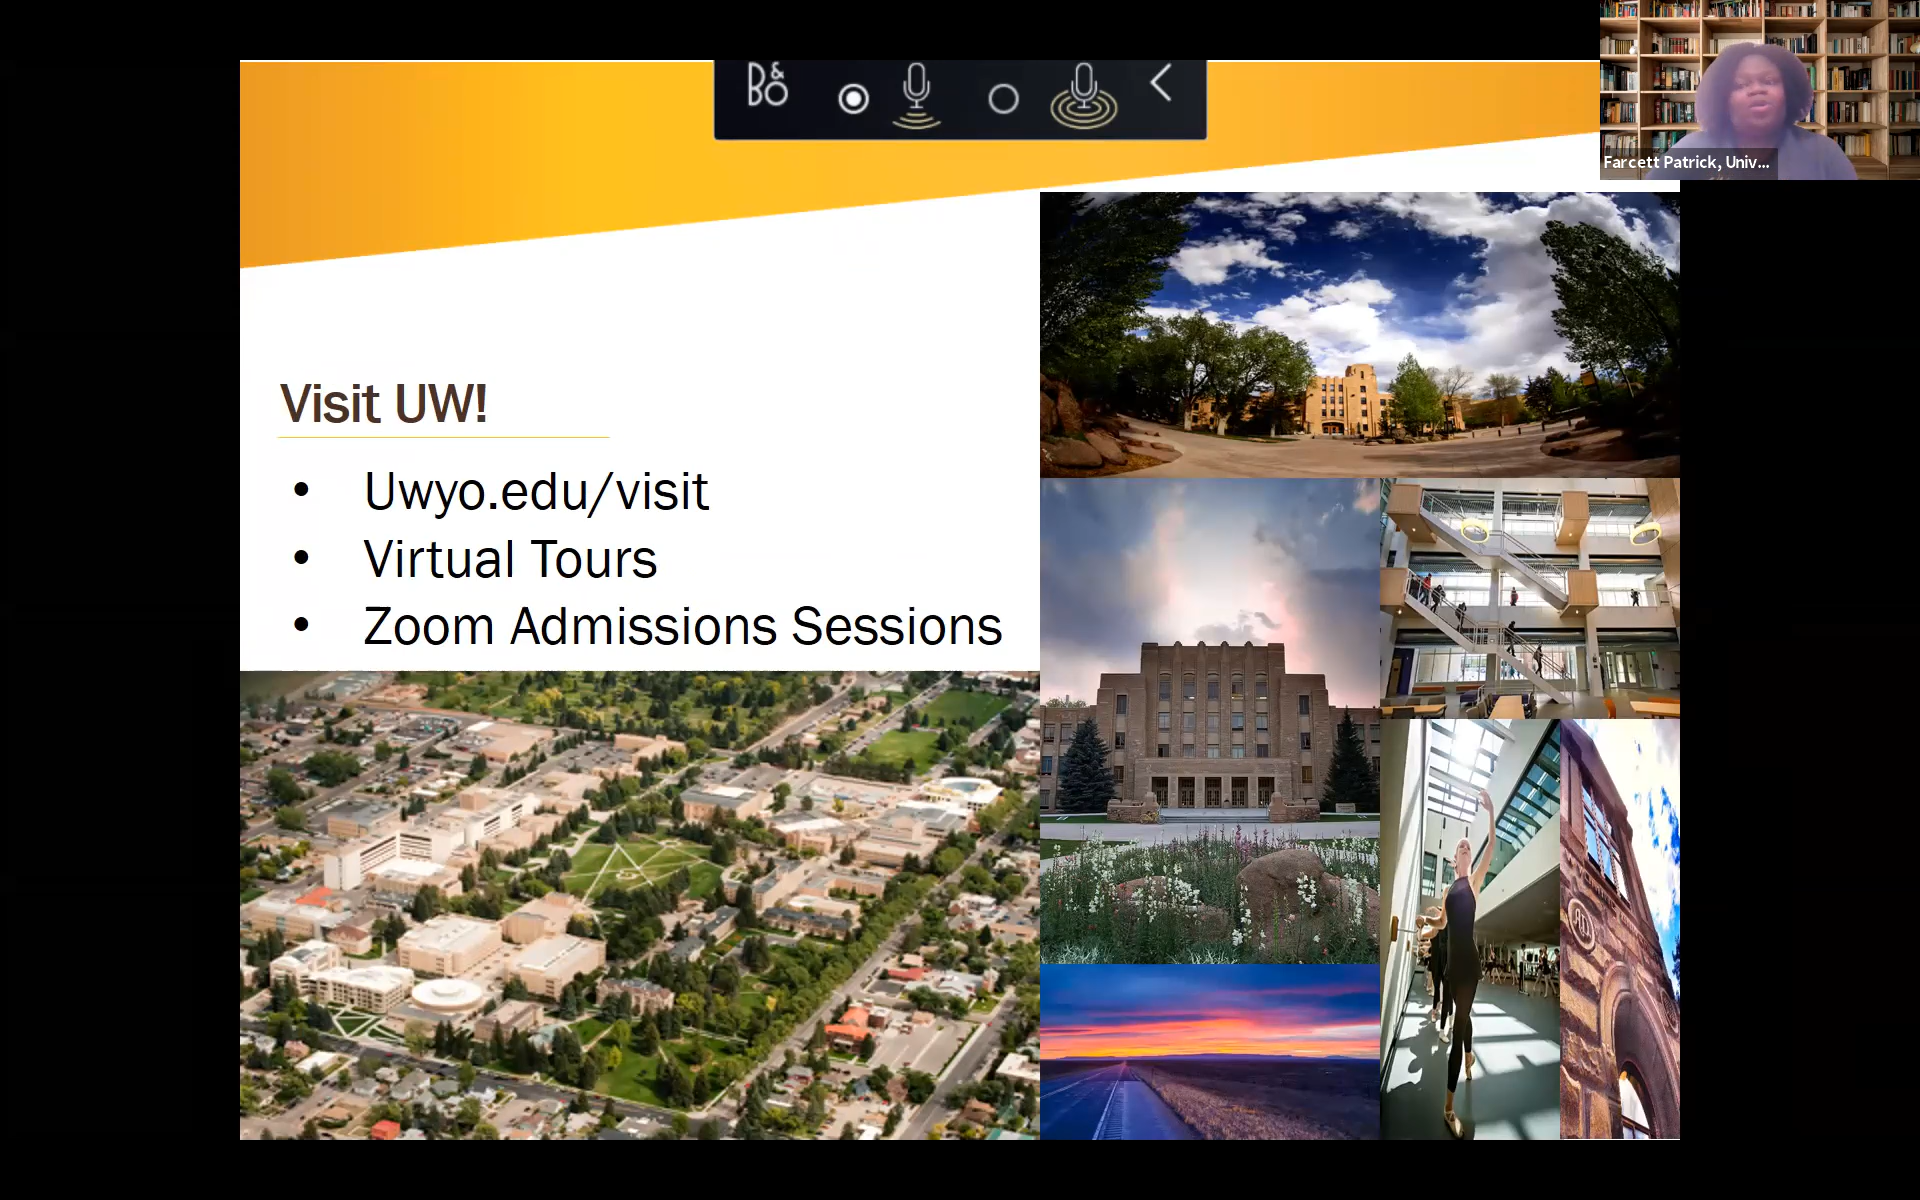 B&O
Farcett Patrick, Univ...
Visit UW!
• Uwyo.edu/visit
• Virtual Tours
• Zoom Admissions Sessions